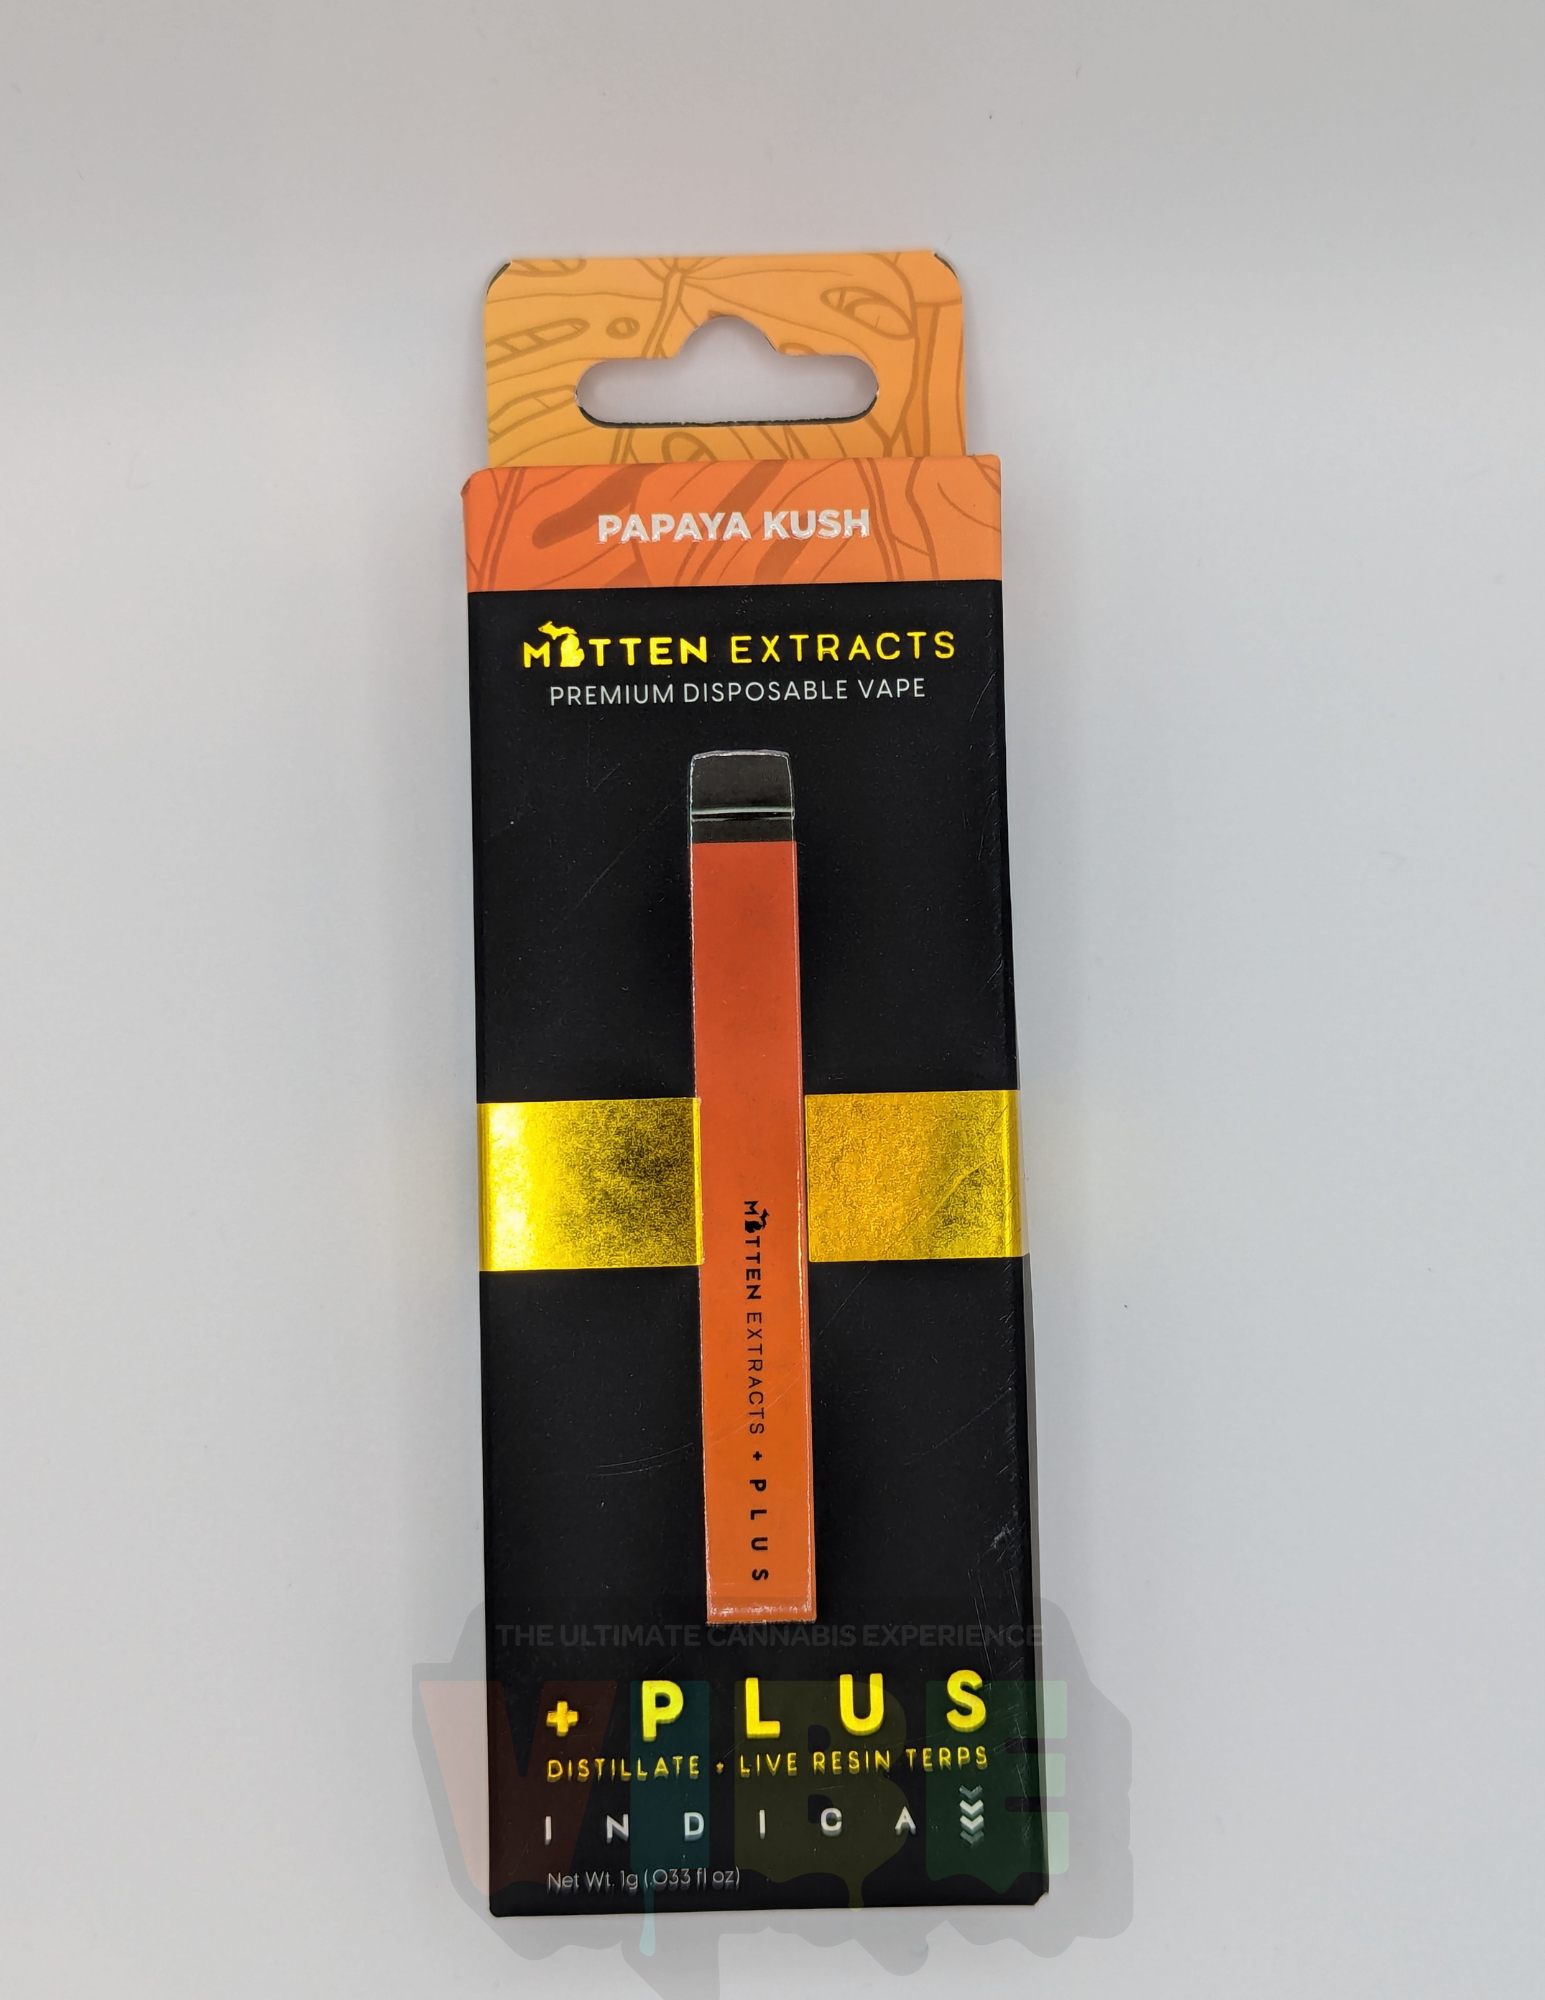 PAPAYA KUSH
MITTEN EXTRACTS
PREMIUM DISPOSABLE VAPE
MITTEN EXTRACTS + PLUS
THE ULTIMATE CANNABIS EXPERIENCE
VIBE
+ PLUS
DISTILLATE + LIVE RESIN TERPS
INDICA
Net Wt. 1g (.033 fl oz)